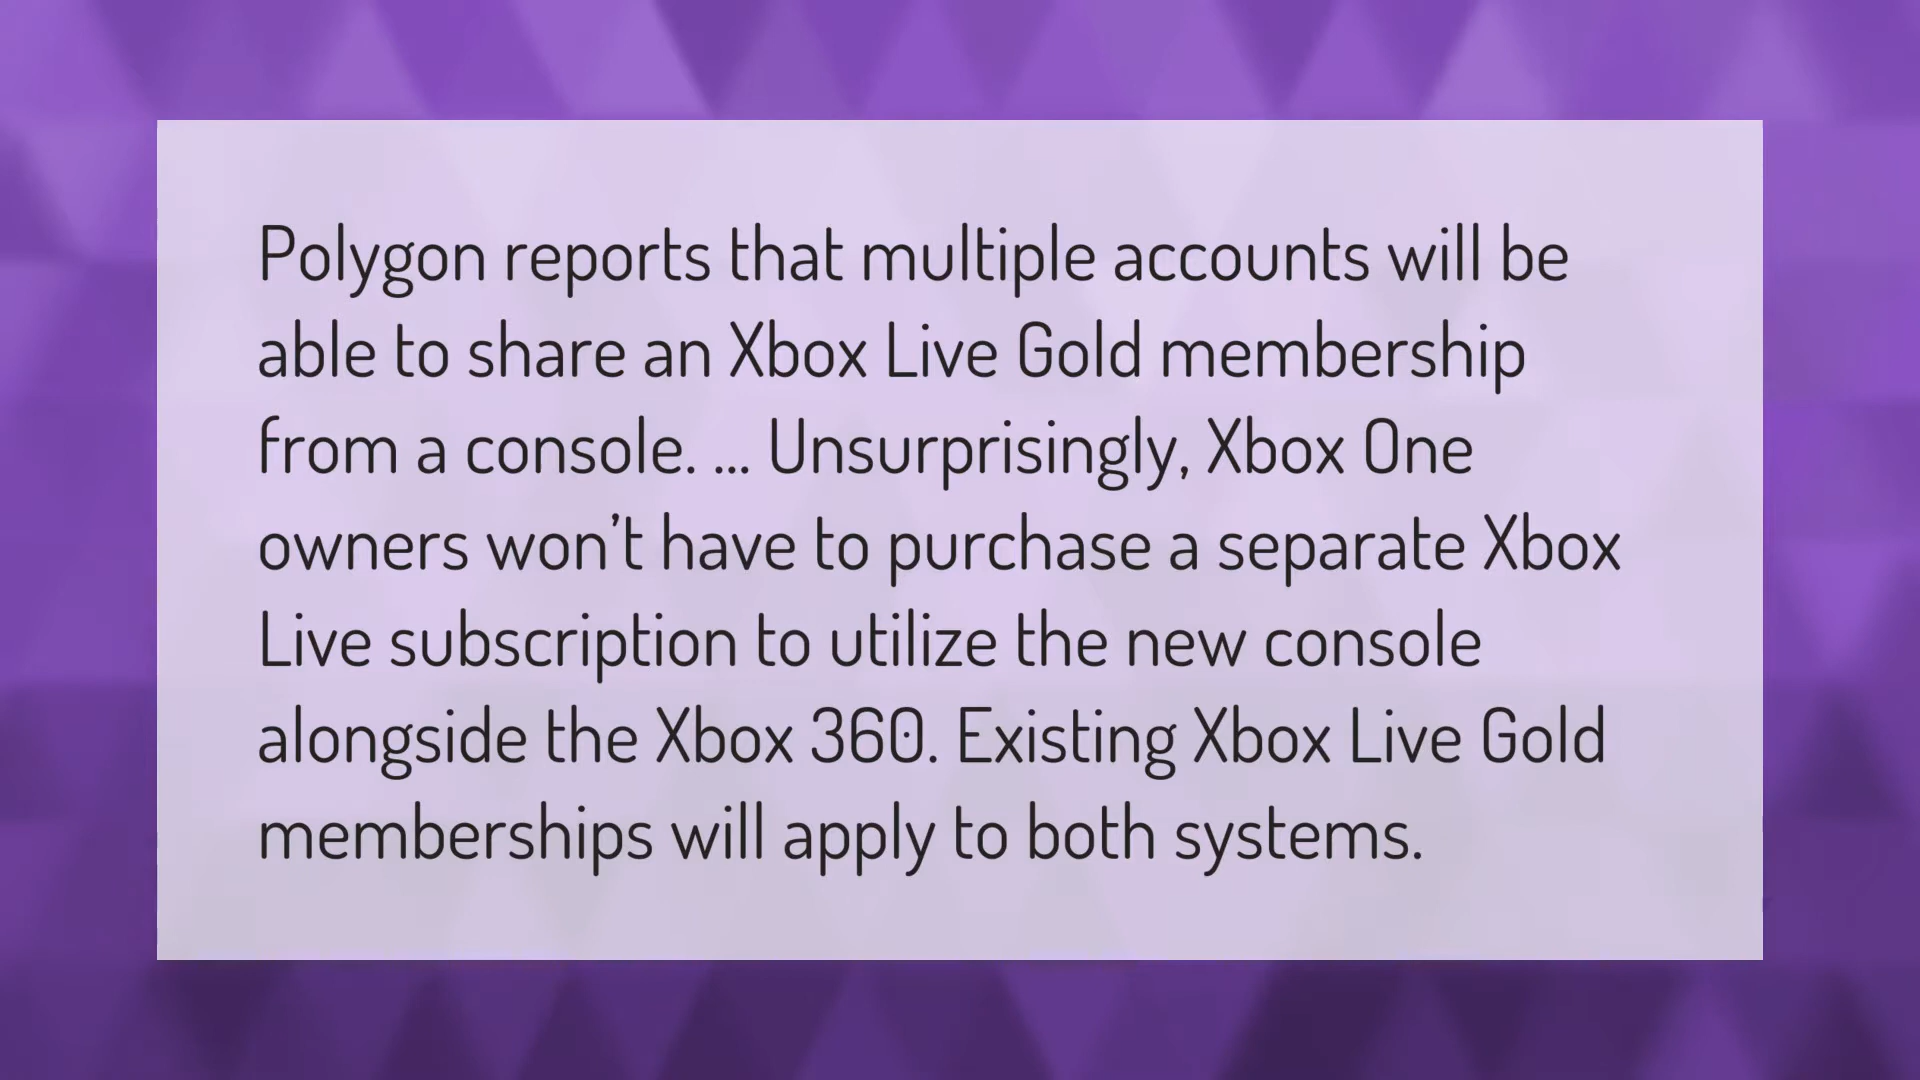 Polygon reports that multiple accounts will be
able to share an Xbox Live Gold membership
from a console. ... Unsurprisingly, Xbox One
owners won’t have to purchase a separate Xbox
Live subscription to utilize the new console
alongside the Xbox 360. Existing Xbox Live Gold
memberships will apply to both systems.